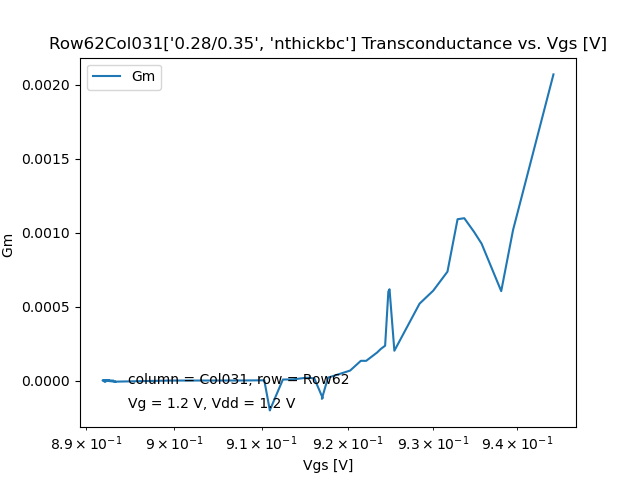 Row62Col031['0.28/0.35', 'nthickbc'] Transconductance vs. Vgs [V]
Gm
0.0020
0.0015
0.0010
0.0005
0.0000
Gm
column = Col031, row = Row62
Vg = 1.2 V, Vdd = 1.2 V
8.9 × 10⁻¹ 9 × 10⁻¹ 9.1 × 10⁻¹ 9.2 × 10⁻¹ 9.3 × 10⁻¹ 9.4 × 10⁻¹
Vgs [V]